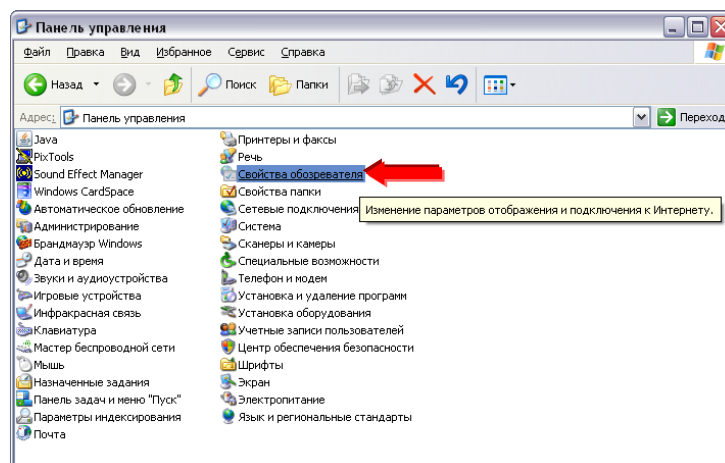 Панель управления
Файл Правка Вид Избранное Сервис Справка
Назад Поиск Папки
Адрес: Панель управления Переход
Java
PixTools
Sound Effect Manager
Windows CardSpace
Автоматическое обновление
Администрирование
Брандмауэр Windows
Дата и время
Звуки и аудиоустройства
Игровые устройства
Инфракрасная связь
Клавиатура
Мастер беспроводной сети
Мышь
Назначенные задания
Панель задач и меню "Пуск"
Параметры индексирования
Почта
Принтеры и факсы
Речь
Свойства обозревателя
Свойства папки
Сетевые подключения
Изменение параметров отображения и подключения к Интернету.
Система
Сканеры и камеры
Специальные возможности
Телефон и модем
Установка и удаление программ
Установка оборудования
Учетные записи пользователей
Центр обеспечения безопасности
Шрифты
Экран
Электропитание
Язык и региональные стандарты